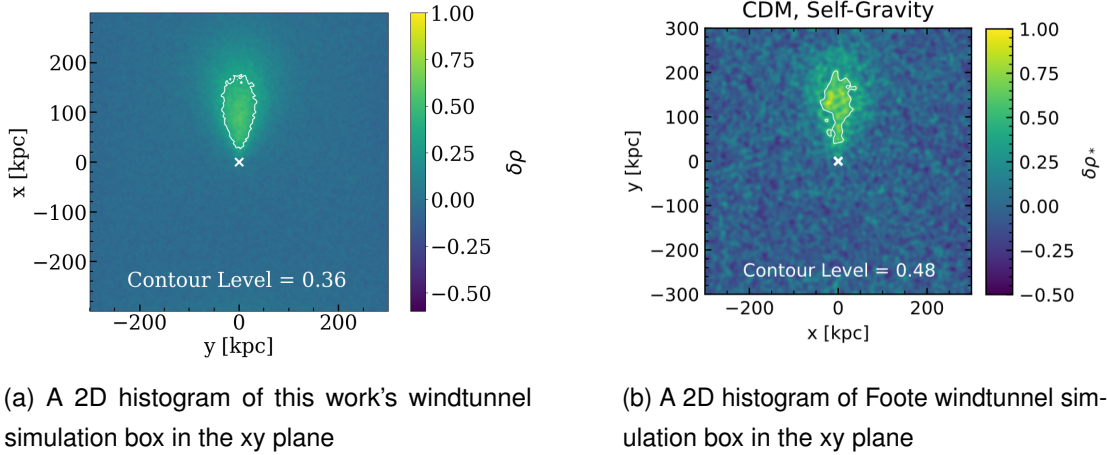 200
100
0
−100
−200
x [kpc]
−200
0
200
y [kpc]
Contour Level = 0.36
1.00
0.75
0.50
0.25
0.00
−0.25
−0.50
δρ
CDM, Self-Gravity
300
200
100
0
−100
−200
−300
y [kpc]
−200
0
200
x [kpc]
Contour Level = 0.48
1.00
0.75
0.50
0.25
0.00
−0.25
−0.50
δρ*
(a) A 2D histogram of this work's windtunnel
simulation box in the xy plane
(b) A 2D histogram of Foote windtunnel sim-
ulation box in the xy plane